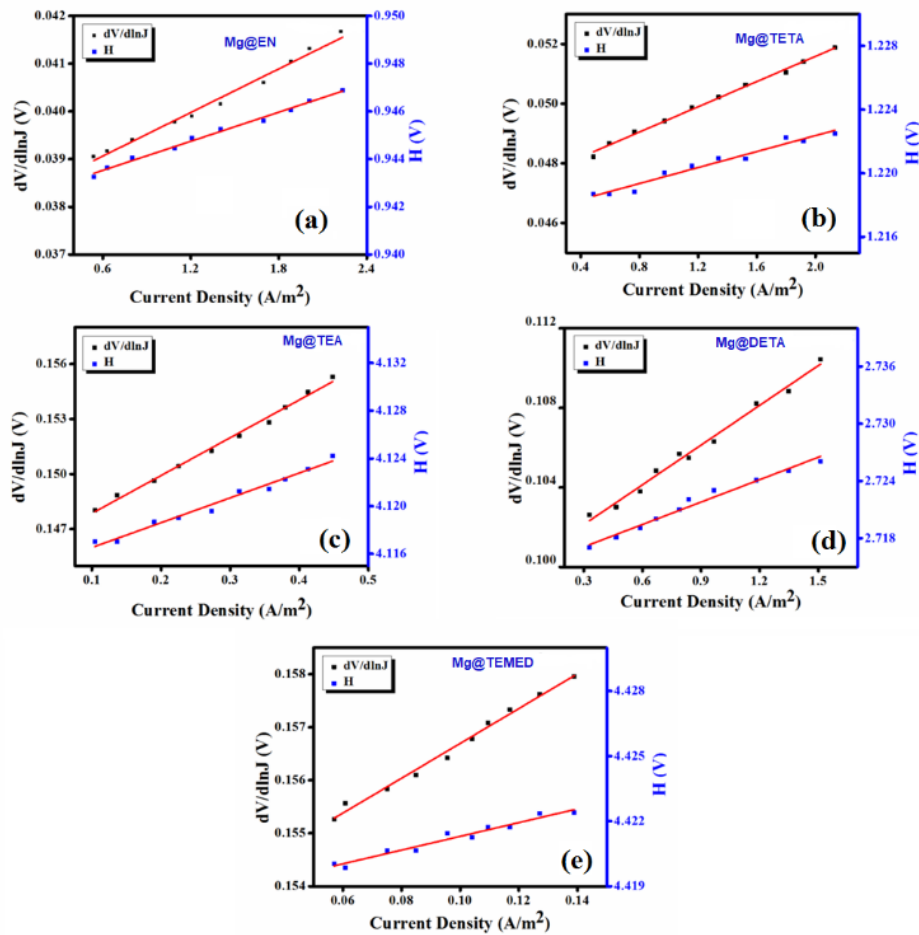 dV/dlnJ
H
Mg@EN
0.042
0.041
0.040
0.039
0.038
0.037
dV/dlnJ (V)
0.950
0.948
0.946
0.944
0.942
0.940
H (V)
(a)
0.6 1.2 1.8 2.4
Current Density (A/m²)
dV/dlnJ
H
Mg@TETA
0.052
0.050
0.048
0.046
dV/dlnJ (V)
1.228
1.224
1.220
1.216
H (V)
(b)
0.4 0.8 1.2 1.6 2.0
Current Density (A/m²)
dV/dlnJ
H
Mg@TEA
0.156
0.153
0.150
0.147
dV/dlnJ (V)
4.132
4.128
4.124
4.120
4.116
H (V)
(c)
0.1 0.2 0.3 0.4 0.5
Current Density (A/m²)
dV/dlnJ
H
Mg@DETA
0.112
0.108
0.104
0.100
dV/dlnJ (V)
2.736
2.730
2.724
2.718
H (V)
(d)
0.3 0.6 0.9 1.2 1.5
Current Density (A/m²)
dV/dlnJ
H
Mg@TEMED
0.158
0.157
0.156
0.155
0.154
dV/dlnJ (V)
4.428
4.425
4.422
4.419
H (V)
(e)
0.06 0.08 0.10 0.12 0.14
Current Density (A/m²)